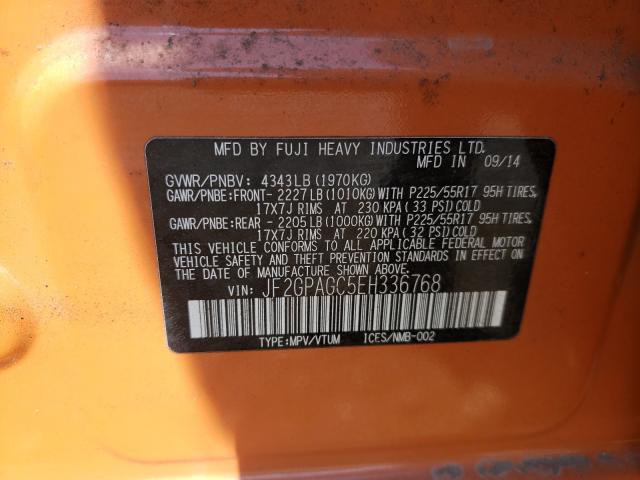 MFD BY FUJI HEAVY INDUSTRIES LTD.
MFD IN 09/14
GVWR/PNBV: 4343LB(1970KG)
GAWR/PNBE:FRONT- 2227LB(1010KG)WITH P225/55R17 95H TIRES,
17X7J RIMS AT 230 KPA(33 PSI)COLD
GAWR/PNBE:REAR - 2205LB(1000KG)WITH P225/55R17 95H TIRES,
17X7J RIMS AT 220 KPA(32 PSI)COLD
THIS VEHICLE CONFORMS TO ALL APPLICABLE FEDERAL MOTOR
VEHICLE SAFETY AND THEFT PREVENTION STANDARDS IN EFFECT ON
THE DATE OF MANUFACTURE SHOWN ABOVE.
VIN: JF2GPAGC5EH336768
TYPE:MPV/VTUM ICES/NMB-002